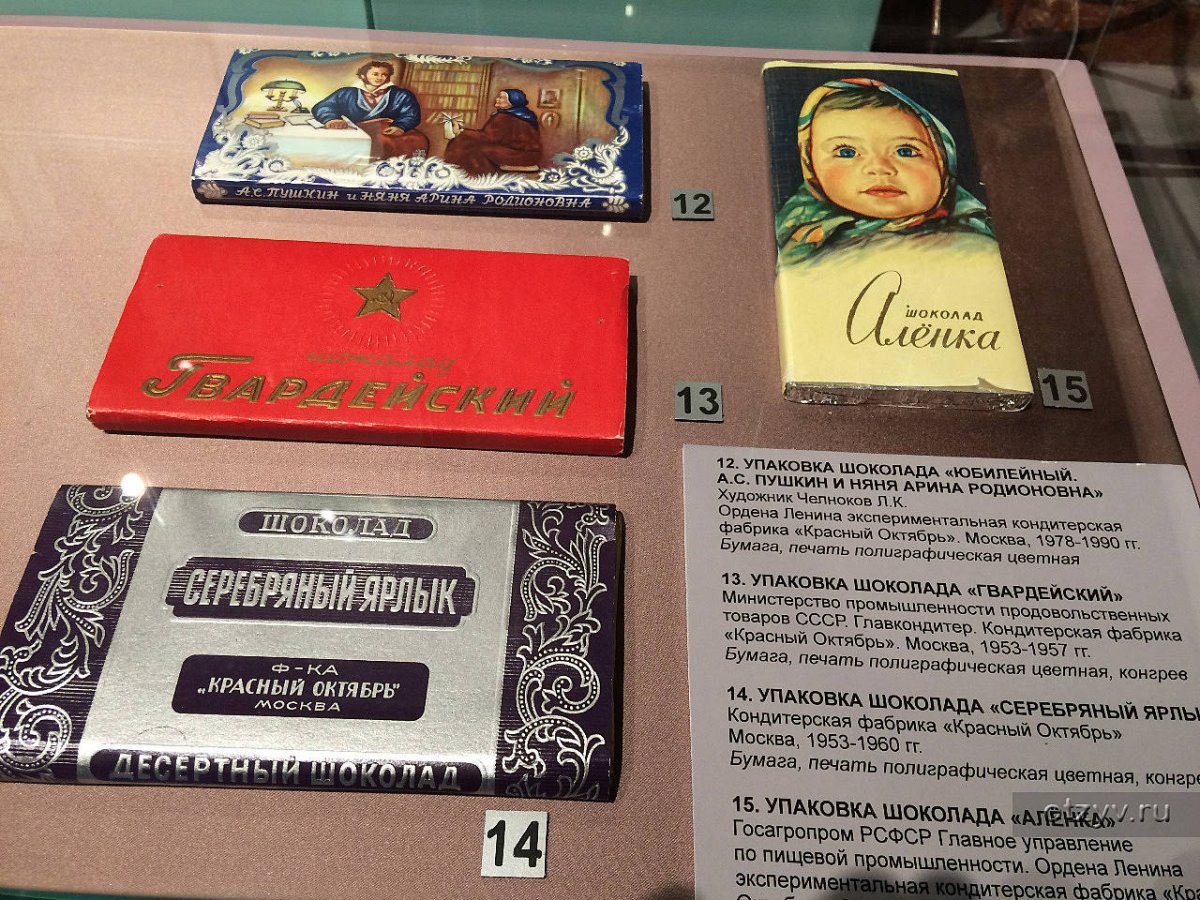 А.С. ПУШКИН И НЯНЯ АРИНА РОДИОНОВНА
12
шоколад
Гвардейский
13
ШОКОЛАД
Алёнка
15
ШОКОЛАД
СЕРЕБРЯНЫЙ ЯРЛЫК
Ф-КА
„КРАСНЫЙ ОКТЯБРЬ"
МОСКВА
ДЕСЕРТНЫЙ ШОКОЛАД
14
12. УПАКОВКА ШОКОЛАДА «ЮБИЛЕЙНЫЙ.
А.С. ПУШКИН И НЯНЯ АРИНА РОДИОНОВНА»
Художник Челноков Л.К.
Ордена Ленина экспериментальная кондитерская
фабрика «Красный Октябрь». Москва, 1978-1990 гг.
Бумага, печать полиграфическая цветная
13. УПАКОВКА ШОКОЛАДА «ГВАРДЕЙСКИЙ»
Министерство промышленности продовольственных
товаров СССР. Главкондитер. Кондитерская фабрика
«Красный Октябрь». Москва, 1953-1957 гг.
Бумага, печать полиграфическая цветная, конгрев
14. УПАКОВКА ШОКОЛАДА «СЕРЕБРЯНЫЙ ЯРЛЫ
Кондитерская фабрика «Красный Октябрь»
Москва, 1953-1960 гг.
Бумага, печать полиграфическая цветная, конгре
15. УПАКОВКА ШОКОЛАДА «АЛЁНКА»
Госагропром РСФСР Главное управление
по пищевой промышленности. Ордена Ленина
экспериментальная кондитерская фабрика «Кра
otzyv.ru